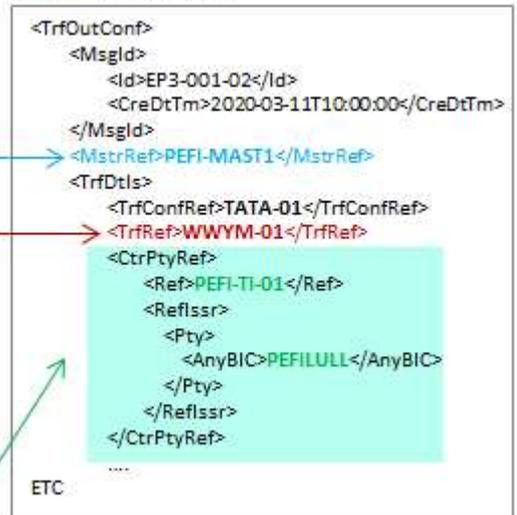 <TrfOutConf>
<MsgId>
<Id>EP3-001-02</Id>
<CreDtTm>2020-03-11T10:00:00</CreDtTm>
</MsgId>
<MstrRef>PEFI-MAST1</MstrRef>
<TrfDtls>
<TrfConfRef>TATA-01</TrfConfRef>
<TrfRef>WWYM-01</TrfRef>
<CtrPtyRef>
<Ref>PEFI-TI-01</Ref>
<RefIssr>
<Pty>
<AnyBIC>PEFILULL</AnyBIC>
</Pty>
</RefIssr>
</CtrPtyRef>
....
ETC